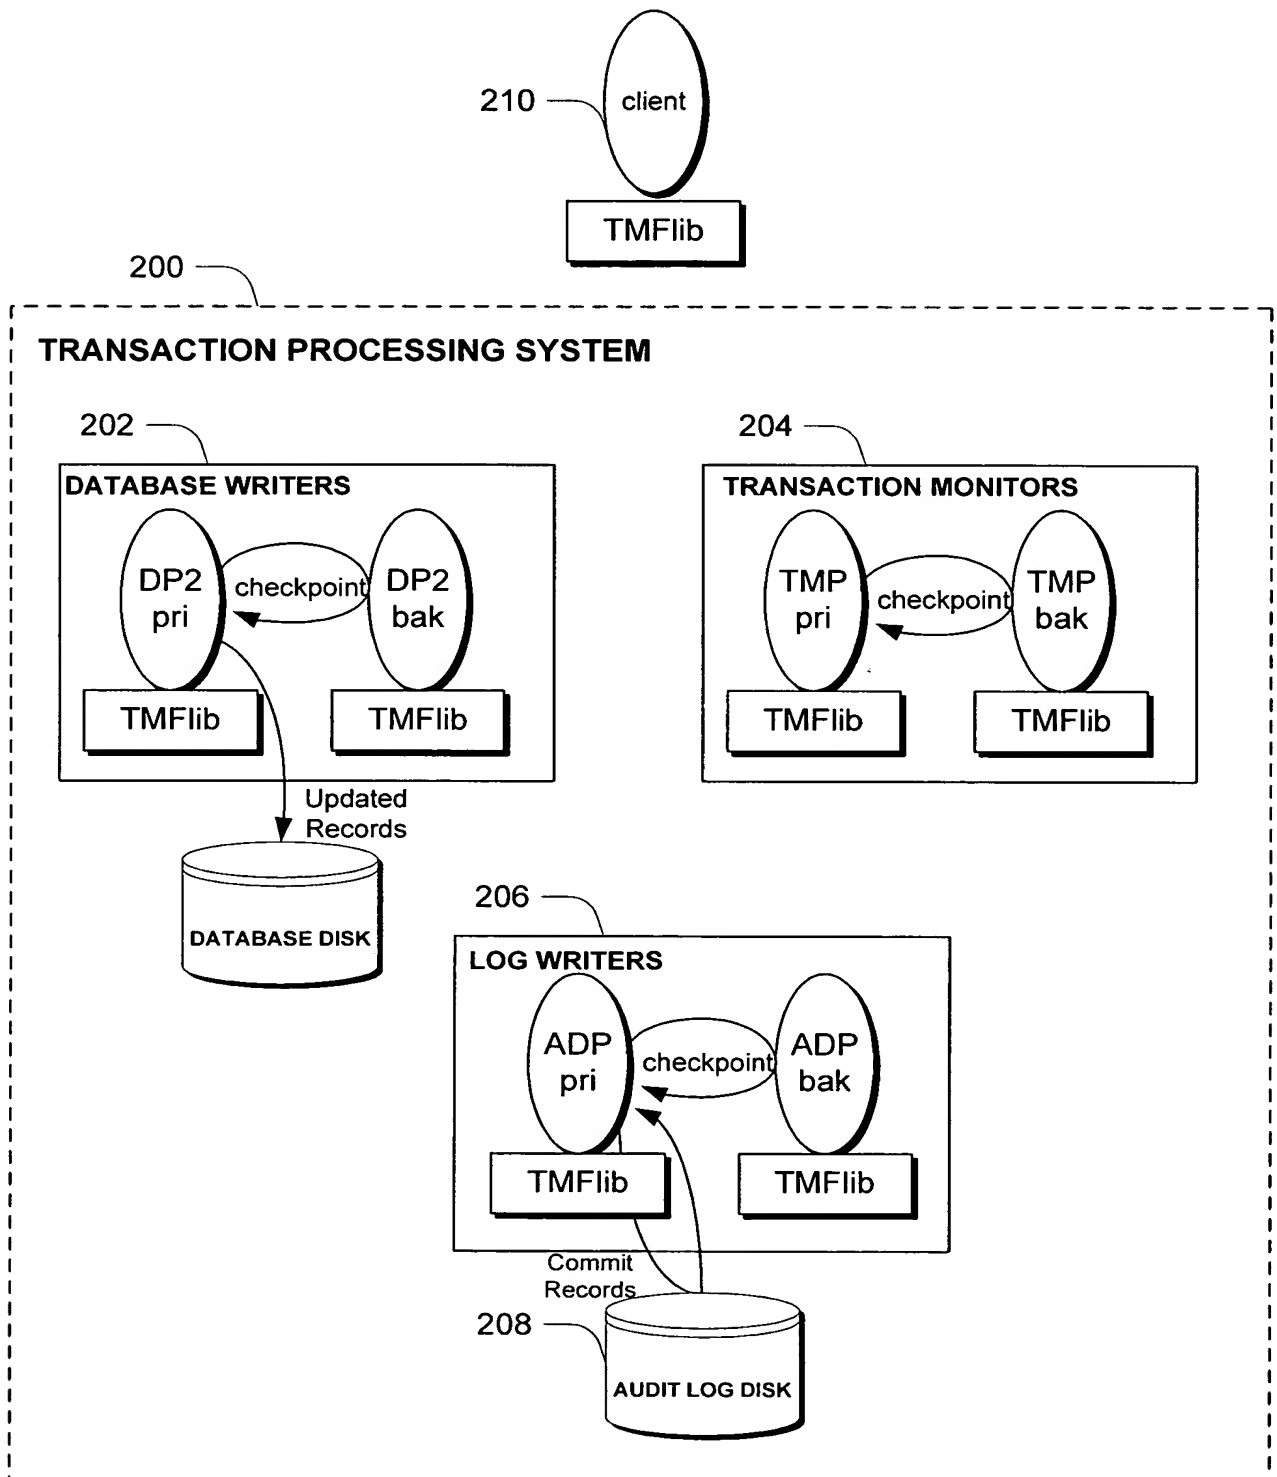 210
client
TMFlib
200
TRANSACTION PROCESSING SYSTEM
202
DATABASE WRITERS
DP2
pri
checkpoint
DP2
bak
TMFlib
TMFlib
Updated
Records
DATABASE DISK
204
TRANSACTION MONITORS
TMP
pri
checkpoint
TMP
bak
TMFlib
TMFlib
206
LOG WRITERS
ADP
pri
checkpoint
ADP
bak
TMFlib
TMFlib
Commit
Records
208
AUDIT LOG DISK